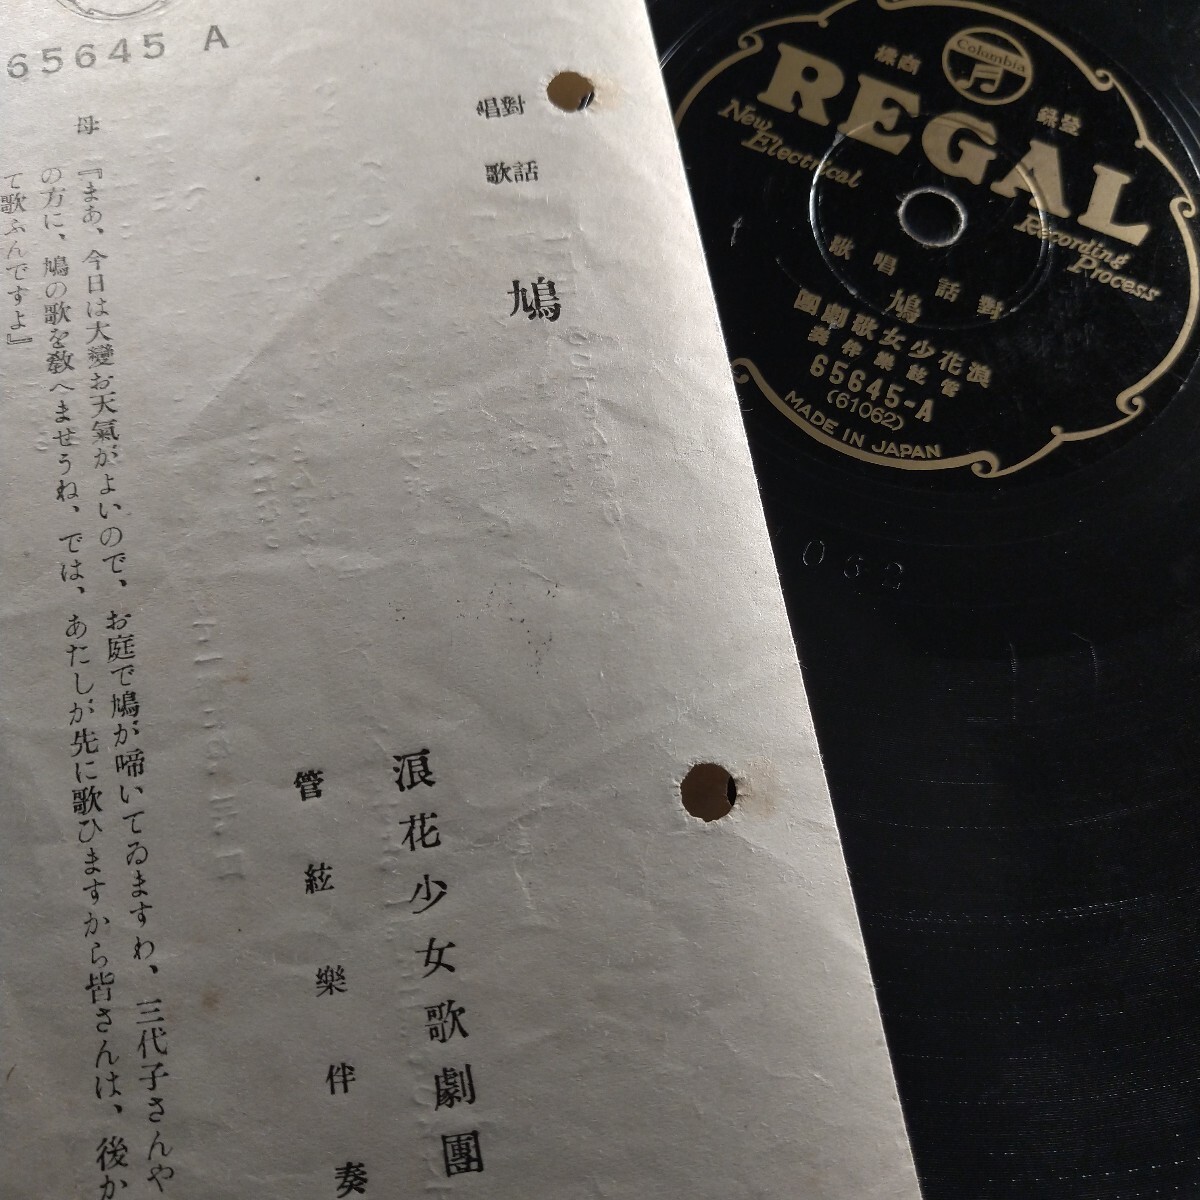 65645 A
對話
唱歌
鳩
浪花少女歌劇團
管絃樂伴奏
母 『まあ、今日は大變お天氣がよいので、お庭で鳩が啼いてゐますわ、三代子さんや
の方に、鳩の歌を敎へませうね、では、あたしが先に歌ひますから皆さんは、後か
て歌ふんですよ』
Columbia
標商
錄登
REGAL
New Electrical
Recording Process
歌唱話對
鳩
團劇歌女少花浪
奏伴樂絃管
65645-A
(61062)
MADE IN JAPAN
062